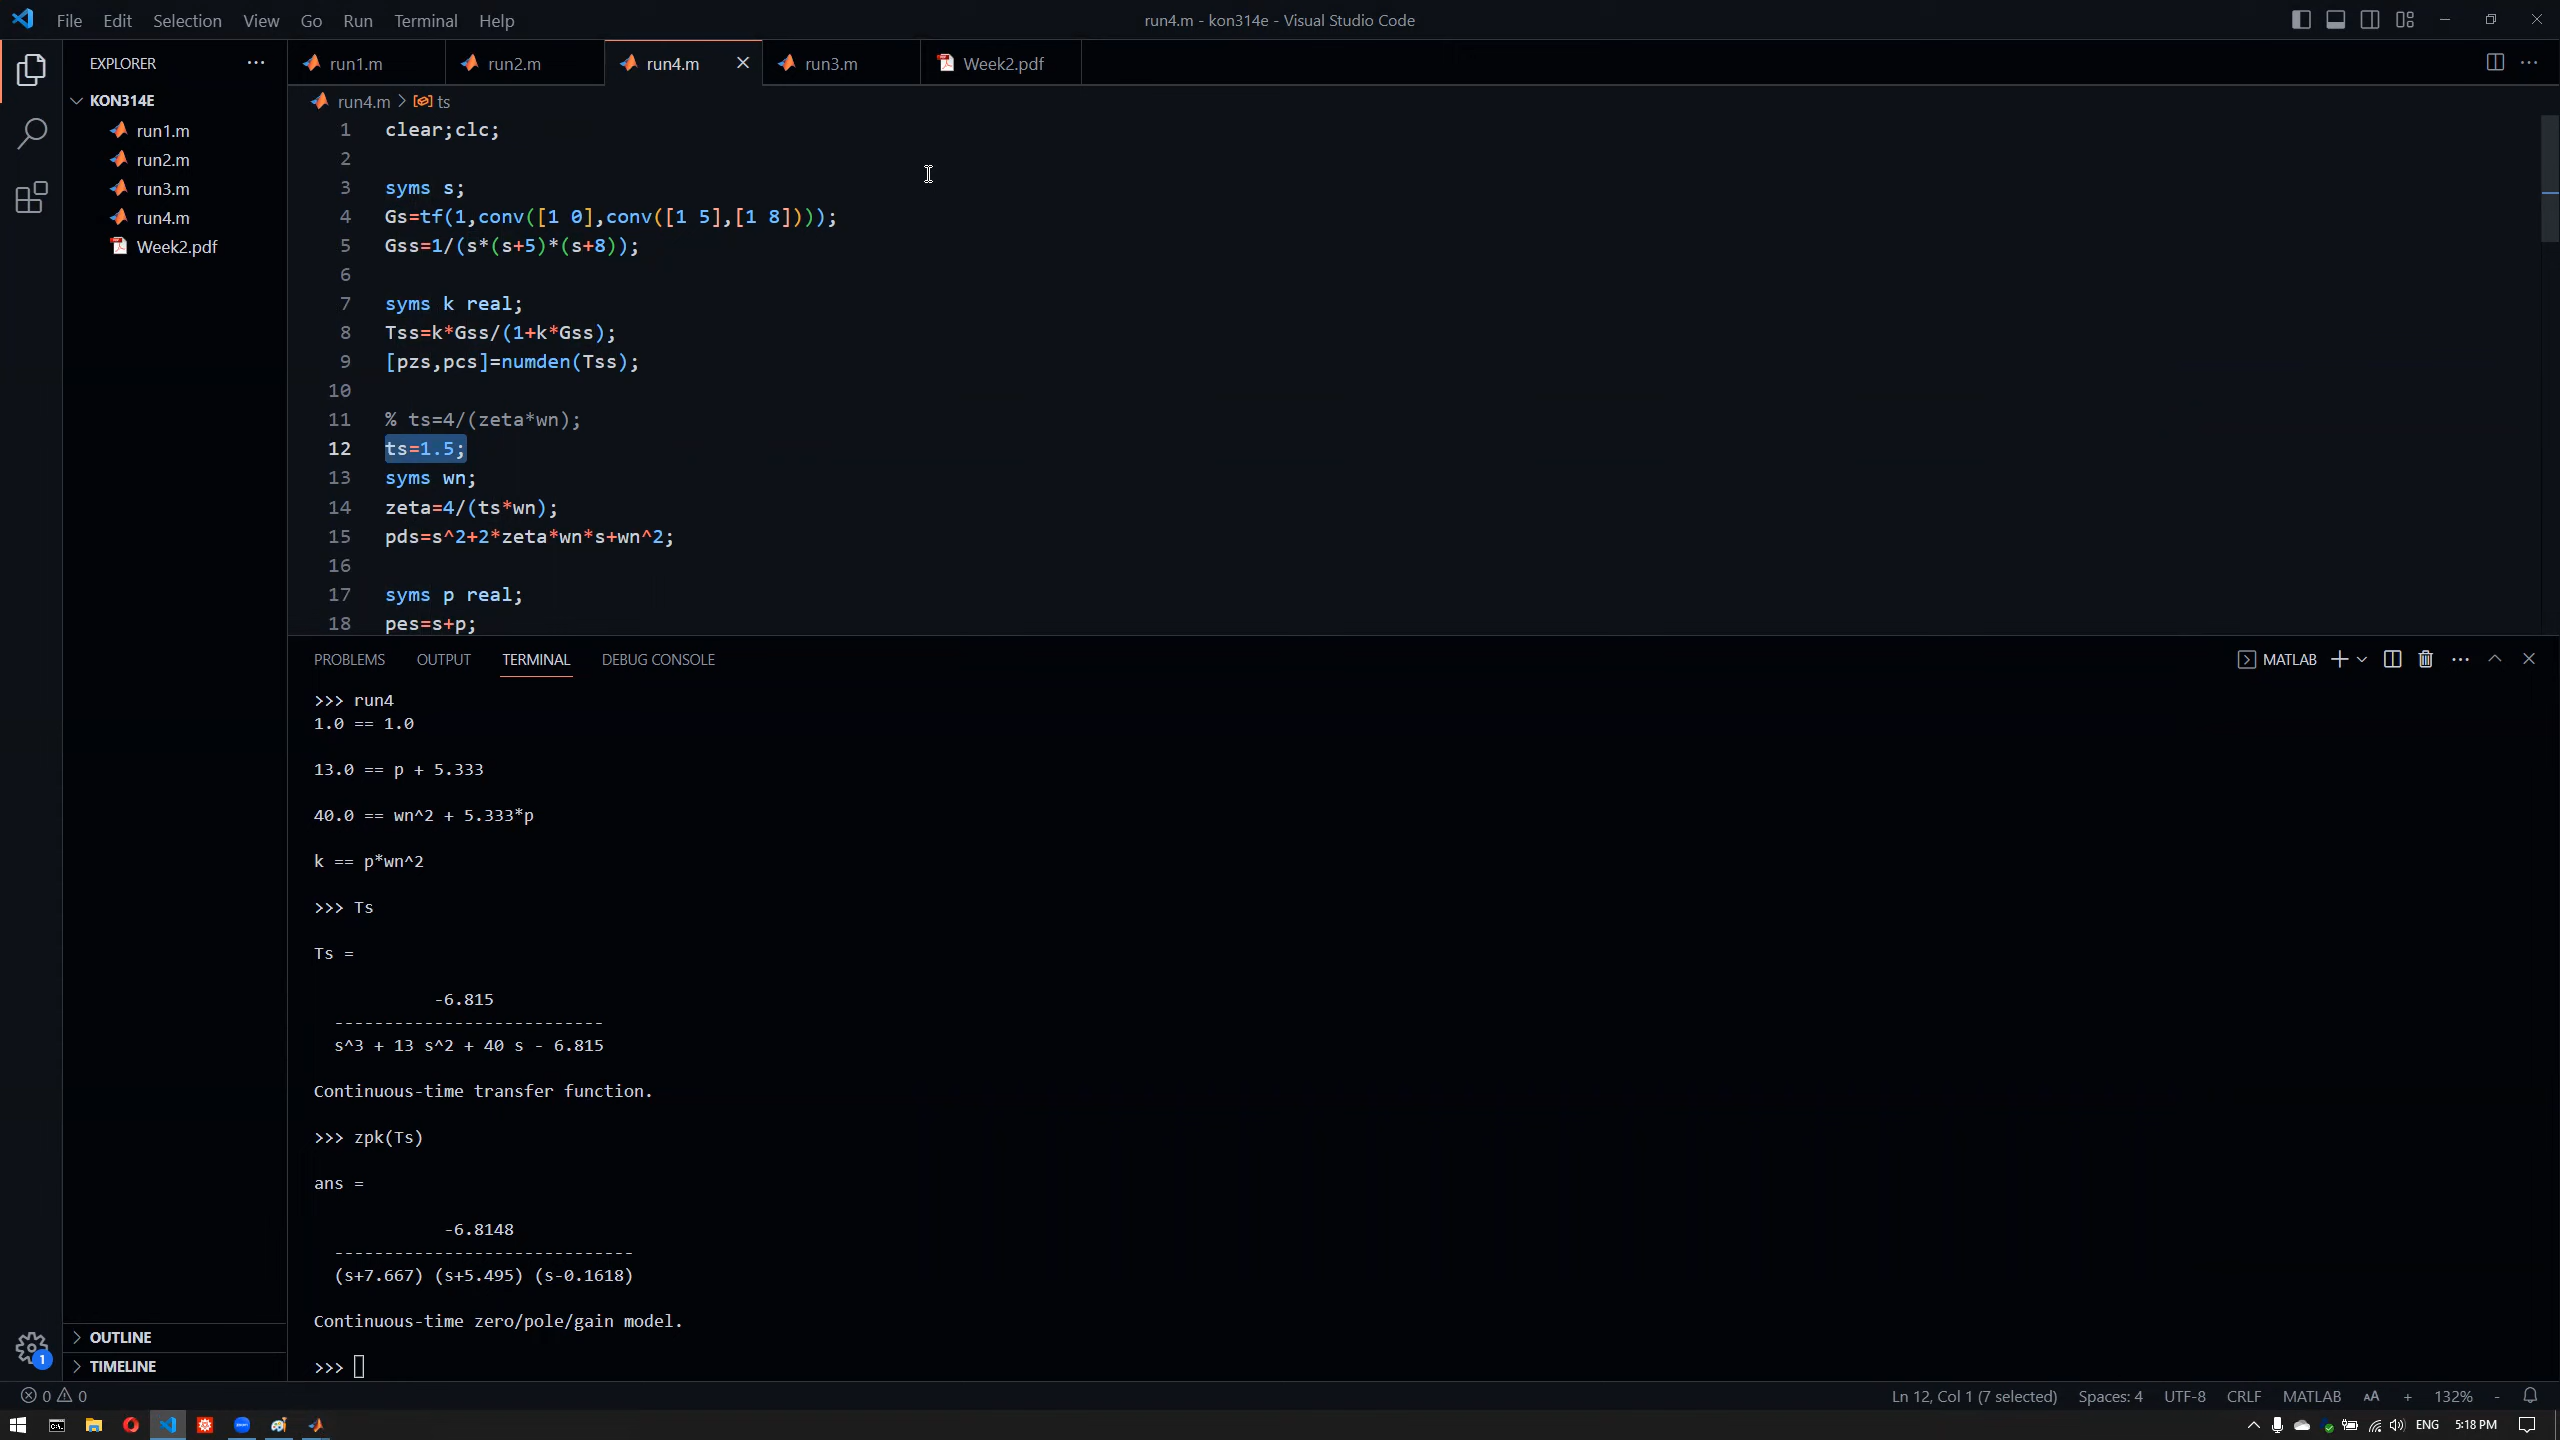 File Edit Selection View Go Run Terminal Help run4.m - kon314e - Visual Studio Code
EXPLORER
run1.m run2.m run4.m run3.m Week2.pdf
KON314E
run1.m
run2.m
run3.m
run4.m
Week2.pdf
run4.m > ts
1 clear;clc;
2
3 syms s;
4 Gs=tf(1,conv([1 0],conv([1 5],[1 8])));
5 Gss=1/(s*(s+5)*(s+8));
6
7 syms k real;
8 Tss=k*Gss/(1+k*Gss);
9 [pzs,pcs]=numden(Tss);
10
11 % ts=4/(zeta*wn);
12 ts=1.5;
13 syms wn;
14 zeta=4/(ts*wn);
15 pds=s^2+2*zeta*wn*s+wn^2;
16
17 syms p real;
18 pes=s+p;
PROBLEMS OUTPUT TERMINAL DEBUG CONSOLE MATLAB
>>> run4
1.0 == 1.0
13.0 == p + 5.333
40.0 == wn^2 + 5.333*p
k == p*wn^2
>>> Ts
Ts =
-6.815
---------------------------
s^3 + 13 s^2 + 40 s - 6.815
Continuous-time transfer function.
>>> zpk(Ts)
ans =
-6.8148
------------------------------
(s+7.667) (s+5.495) (s-0.1618)
Continuous-time zero/pole/gain model.
>>>
OUTLINE
TIMELINE
1
0 0 Ln 12, Col 1 (7 selected) Spaces: 4 UTF-8 CRLF MATLAB AA + 132% -
ENG 5:18 PM